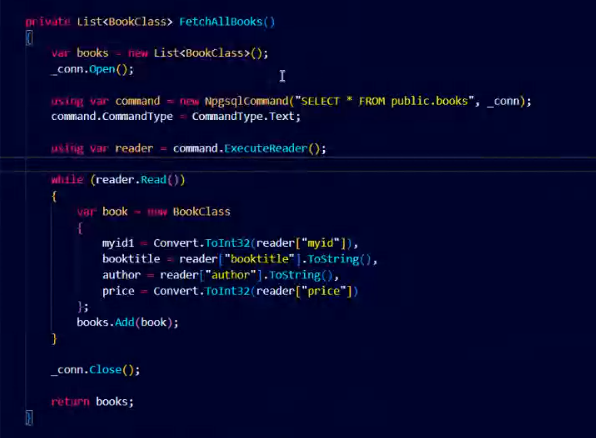 private List<BookClass> FetchAllBooks()
{
var books = new List<BookClass>();
_conn.Open();
using var command = new NpgsqlCommand("SELECT * FROM public.books", _conn);
command.CommandType = CommandType.Text;
using var reader = command.ExecuteReader();
while (reader.Read())
{
var book = new BookClass
{
myid1 = Convert.ToInt32(reader["myid"]),
booktitle = reader["booktitle"].ToString(),
author = reader["author"].ToString(),
price = Convert.ToInt32(reader["price"])
};
books.Add(book);
}
_conn.Close();
return books;
}